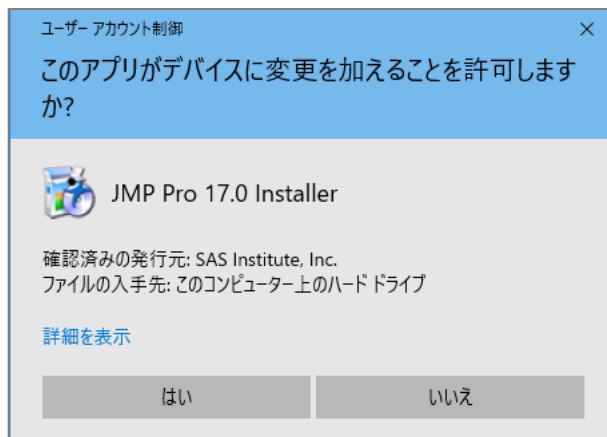 ユーザー アカウント制御
このアプリがデバイスに変更を加えることを許可します
か?
JMP Pro 17.0 Installer
確認済みの発行元: SAS Institute, Inc.
ファイルの入手先: このコンピューター上のハード ドライブ
詳細を表示
はい
いいえ